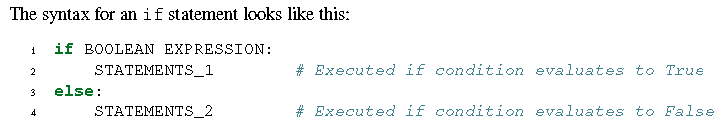 The syntax for an if statement looks like this:
1 if BOOLEAN EXPRESSION:
2     STATEMENTS_1        # Executed if condition evaluates to True
3 else:
4     STATEMENTS_2        # Executed if condition evaluates to False